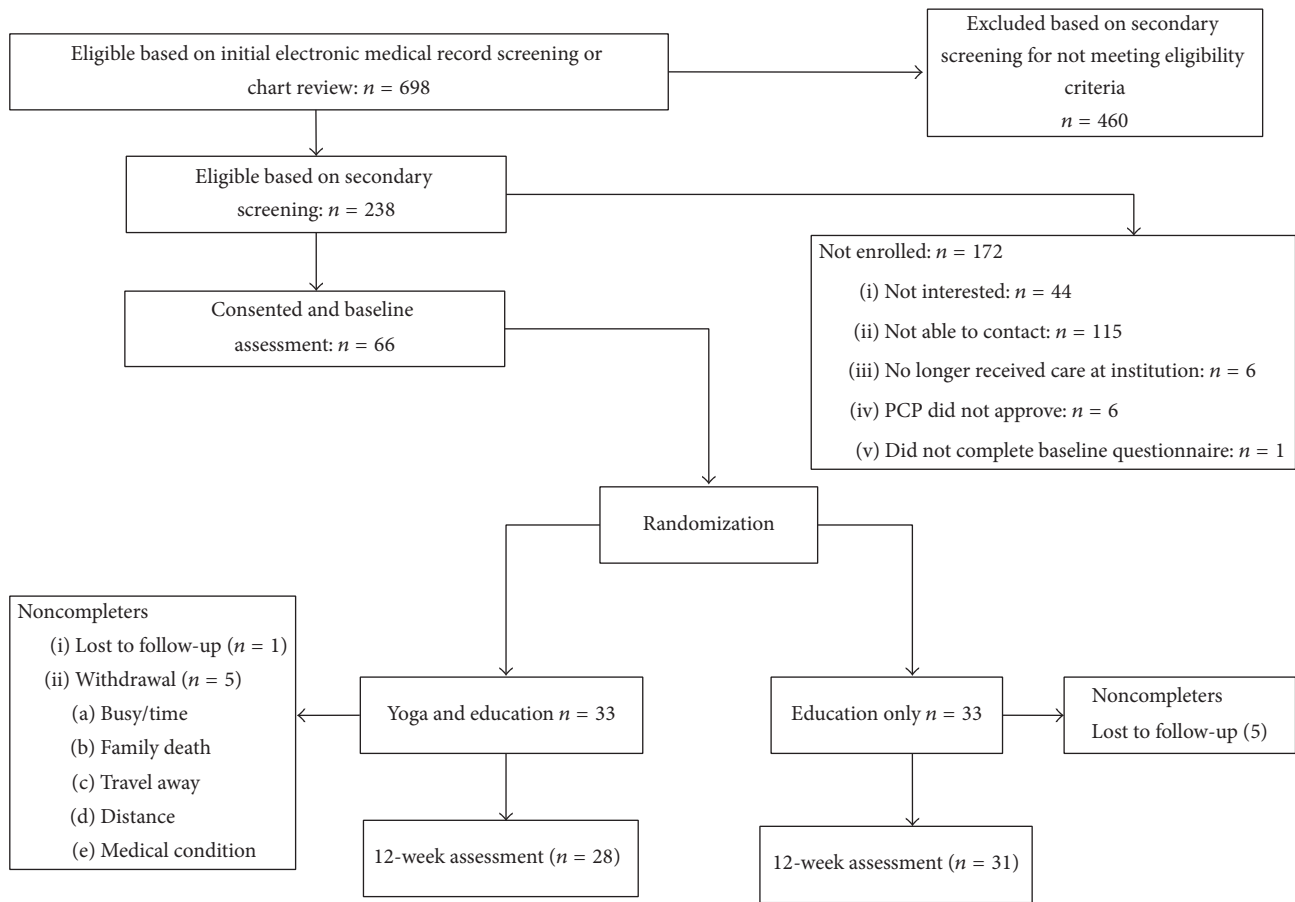 Eligible based on initial electronic medical record screening or
chart review: n = 698
Excluded based on secondary
screening for not meeting eligibility
criteria
n = 460
Eligible based on secondary
screening: n = 238
Not enrolled: n = 172
(i) Not interested: n = 44
(ii) Not able to contact: n = 115
(iii) No longer received care at institution: n = 6
(iv) PCP did not approve: n = 6
(v) Did not complete baseline questionnaire: n = 1
Consented and baseline
assessment: n = 66
Randomization
Noncompleters
(i) Lost to follow-up (n = 1)
(ii) Withdrawal (n = 5)
(a) Busy/time
(b) Family death
(c) Travel away
(d) Distance
(e) Medical condition
Yoga and education n = 33
Education only n = 33
Noncompleters
Lost to follow-up (5)
12-week assessment (n = 28)
12-week assessment (n = 31)